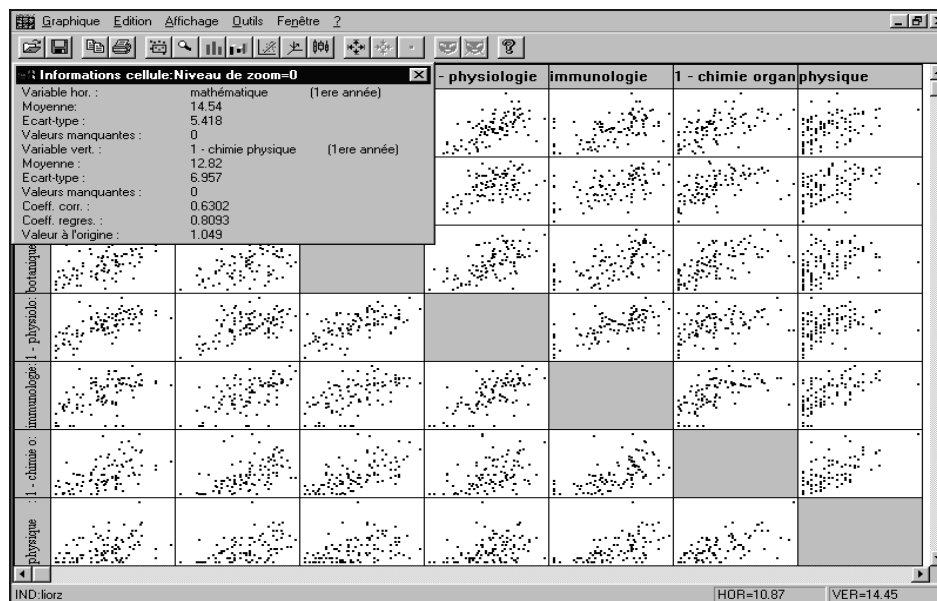 Graphique Edition Affichage Outils Fenêtre ?
Informations cellule:Niveau de zoom=0
Variable hor. : mathématique (1ere année)
Moyenne: 14.54
Ecart-type : 5.418
Valeurs manquantes : 0
Variable vert. : 1 - chimie physique (1ere année)
Moyenne : 12.82
Ecart-type : 6.957
Valeurs manquantes : 0
Coeff. corr. : 0.6302
Coeff. regres. : 0.8093
Valeur à l'origine : 1.049
- physiologie immunologie 1 - chimie organ physique
botanique
1 - physiolo:
immunologie:
1 - chimie o:
physique :
IND:liorz HOR=10.87 VER=14.45